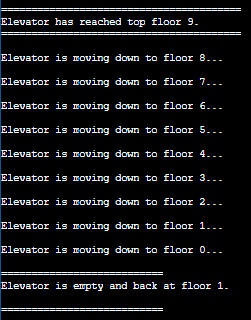 ========================================
Elevator has reached top floor 9.
========================================
Elevator is moving down to floor 8...
Elevator is moving down to floor 7...
Elevator is moving down to floor 6...
Elevator is moving down to floor 5...
Elevator is moving down to floor 4...
Elevator is moving down to floor 3...
Elevator is moving down to floor 2...
Elevator is moving down to floor 1...
Elevator is moving down to floor 0...
===========================
Elevator is empty and back at floor 1.
===========================